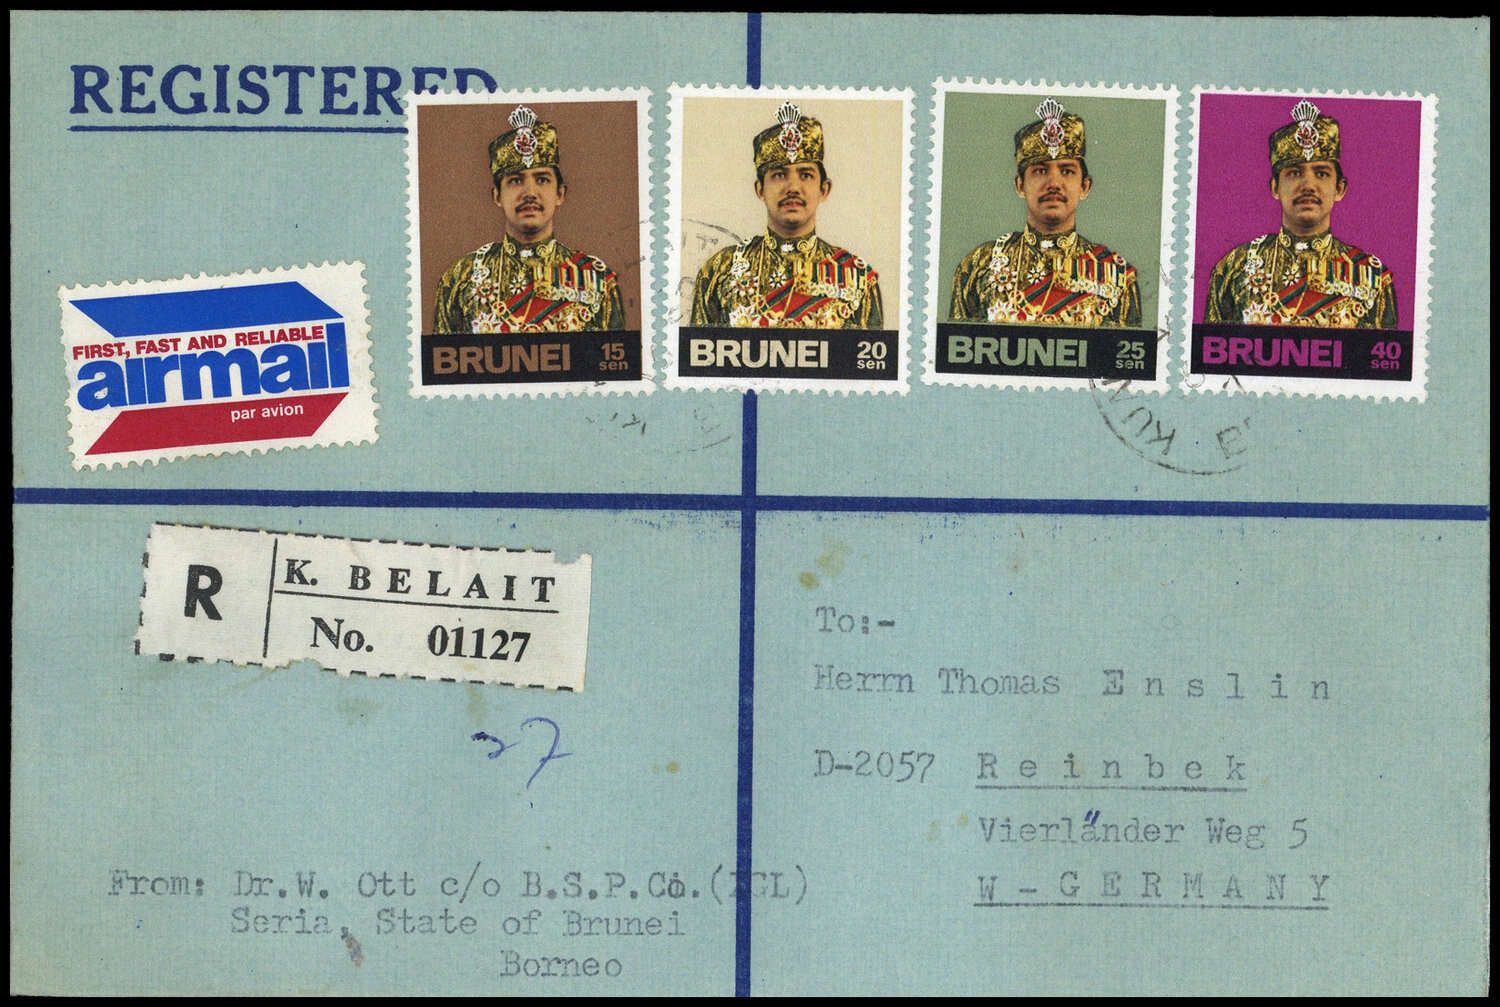 REGISTERED
BRUNEI 15 sen
BRUNEI 20 sen
BRUNEI 25 sen
BRUNEI 40 sen
FIRST, FAST AND RELIABLE
airmail
par avion
KUA
B
R
K. BELAIT
No. 01127
37
To:-
Herrn Thomas Enslin
D-2057 Reinbek
Vierländer Weg 5
W-GERMANY
From: Dr.W. Ott c/o B.S.P.Co.
Seria, State of Brunei
Borneo